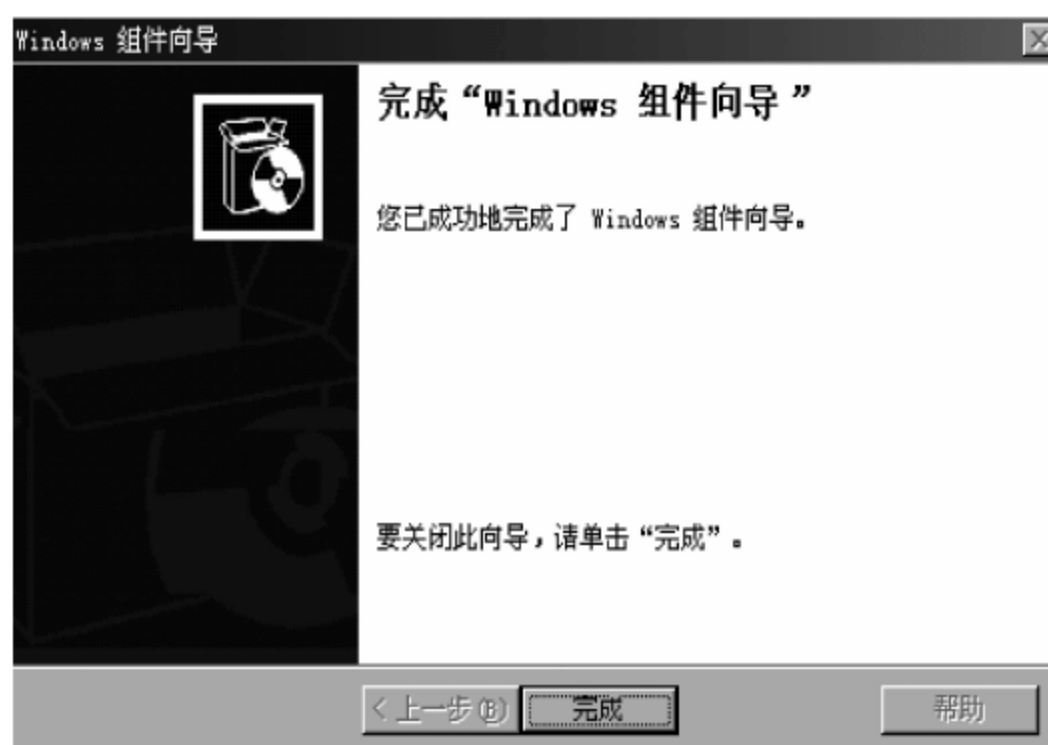 Windows 组件向导
完成“Windows 组件向导”
您已成功地完成了 Windows 组件向导。
要关闭此向导,请单击“完成”。
< 上一步(B)
完成
帮助